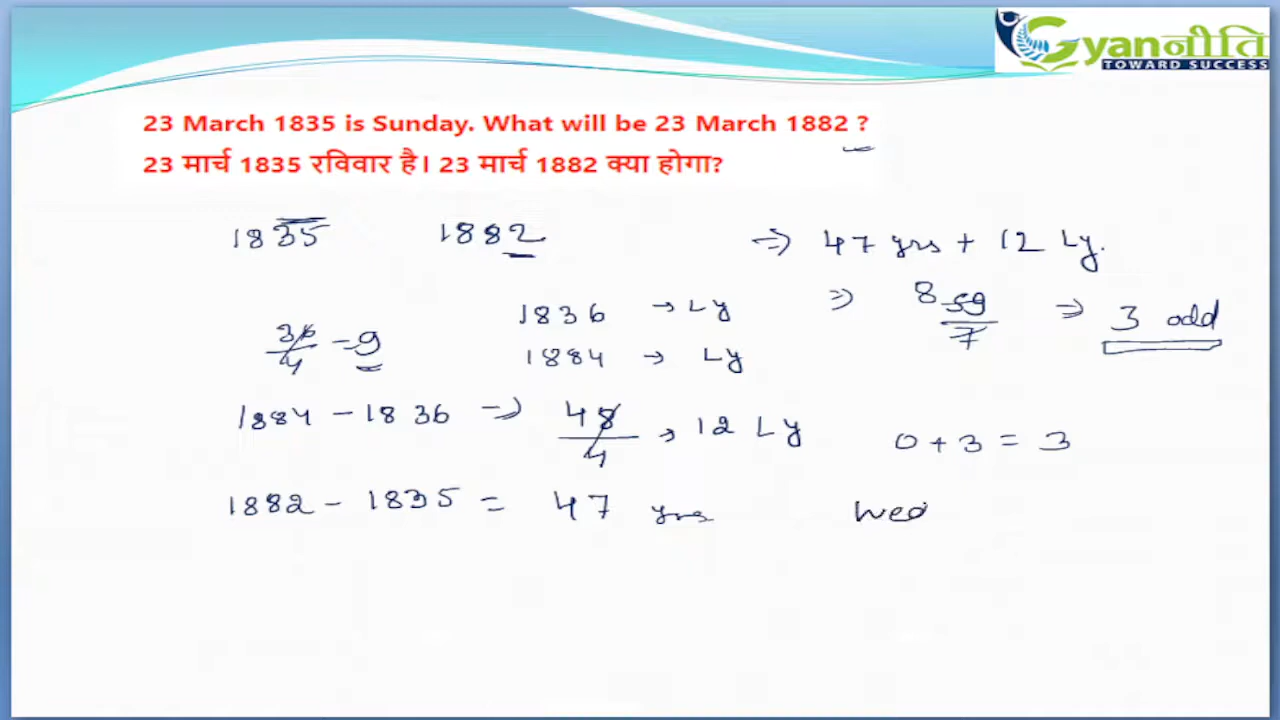 Gyanनीति
TOWARD SUCCESS
23 March 1835 is Sunday. What will be 23 March 1882 ?
23 मार्च 1835 रविवार है। 23 मार्च 1882 क्या होगा?
1835 1882 => 47 yrs + 12 Ly.
1836 → Ly => 8 59/7 => 3 odd
36/4 = 9
1884 → Ly
1884 - 1836 => 48/4 → 12 Ly
0 + 3 = 3
1882 - 1835 = 47 yrs
Wed